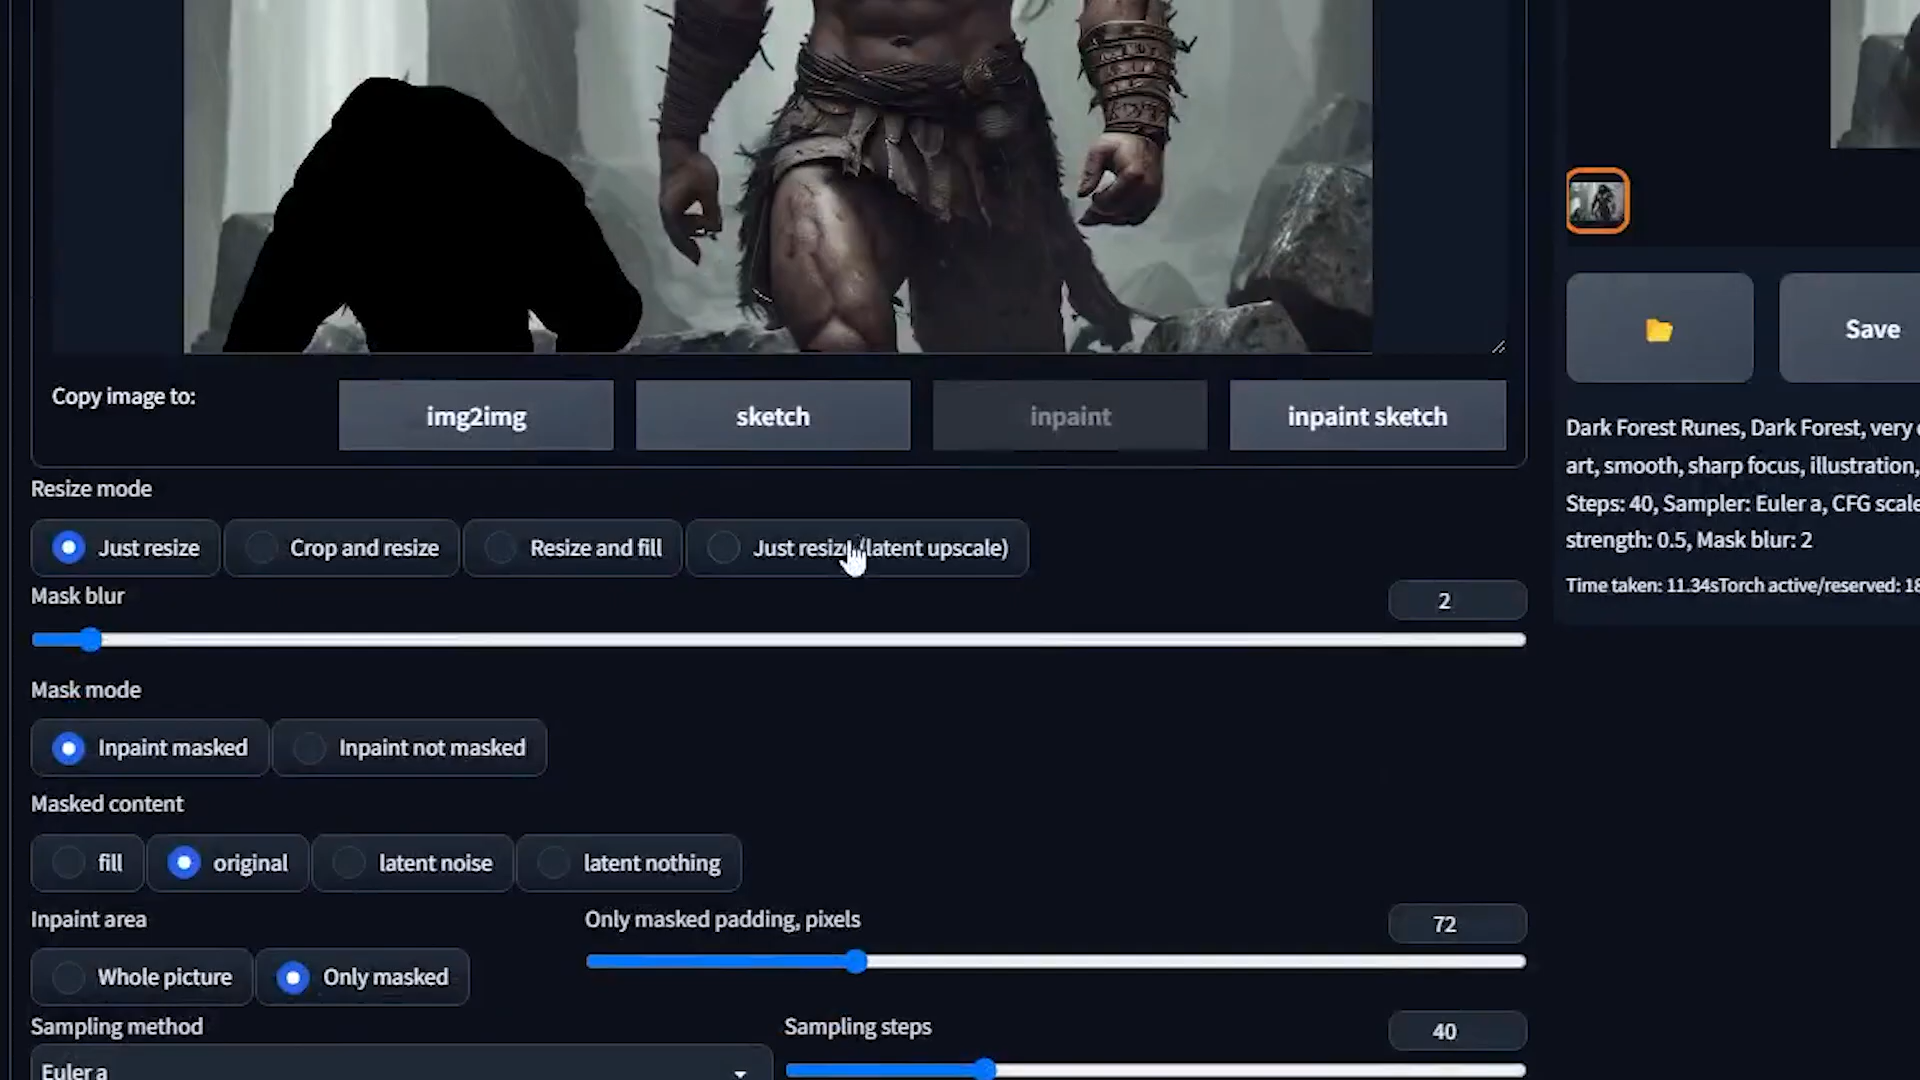 Copy image to:
img2img
sketch
inpaint
inpaint sketch
Resize mode
Just resize
Crop and resize
Resize and fill
Just resize (latent upscale)
Mask blur
2
Mask mode
Inpaint masked
Inpaint not masked
Masked content
fill
original
latent noise
latent nothing
Inpaint area
Only masked padding, pixels
72
Whole picture
Only masked
Sampling method
Sampling steps
40
Euler a
Save
Dark Forest Runes, Dark Forest, very
art, smooth, sharp focus, illustration,
Steps: 40, Sampler: Euler a, CFG scale
strength: 0.5, Mask blur: 2
Time taken: 11.34sTorch active/reserved: 18